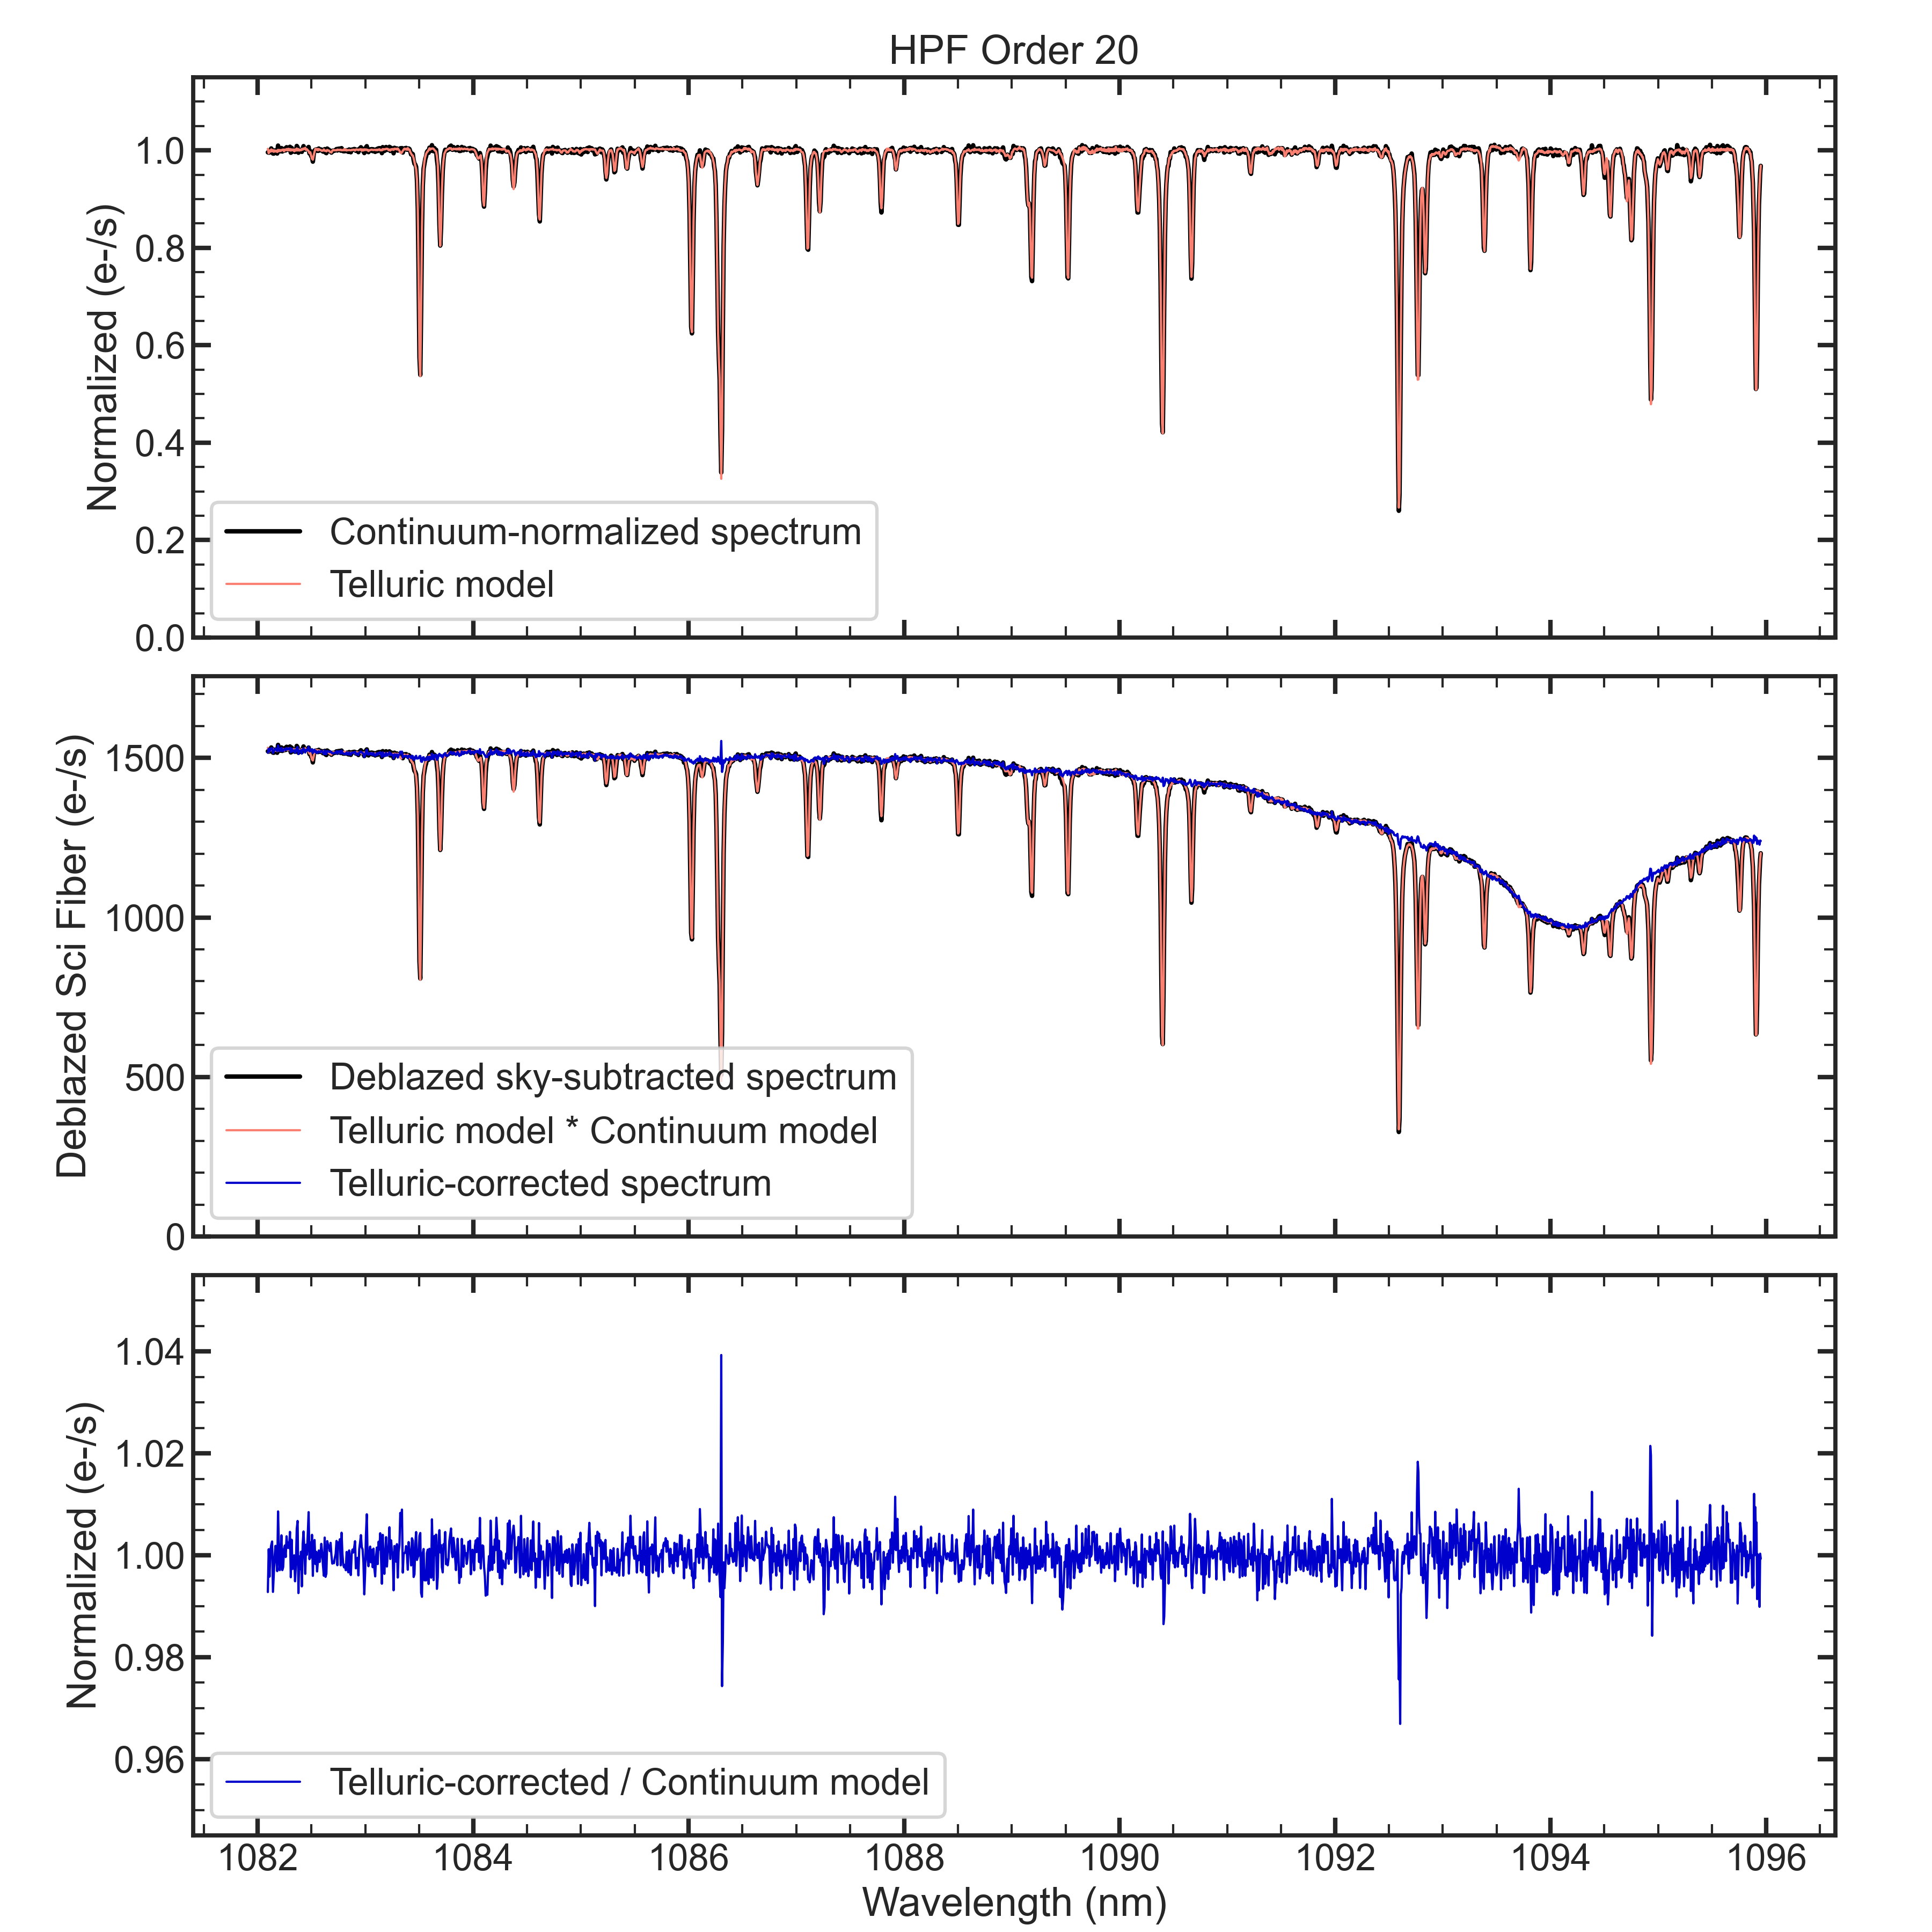 HPF Order 20
Normalized (e-/s)
1.0
0.8
0.6
0.4
0.2
0.0
Continuum-normalized spectrum
Telluric model
Deblazed Sci Fiber (e-/s)
1500
1000
500
0
Deblazed sky-subtracted spectrum
Telluric model * Continuum model
Telluric-corrected spectrum
Normalized (e-/s)
1.04
1.02
1.00
0.98
0.96
Telluric-corrected / Continuum model
1082 1084 1086 1088 1090 1092 1094 1096
Wavelength (nm)